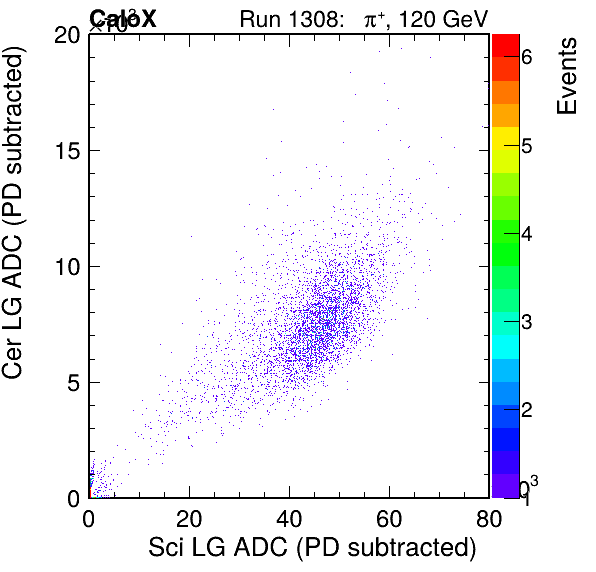 CaloX
×10³
Run 1308: π⁺, 120 GeV
20
15
10
5
0
Cer LG ADC (PD subtracted)
0 20 40 60 80
Sci LG ADC (PD subtracted)
Events
6
5
4
3
2
1